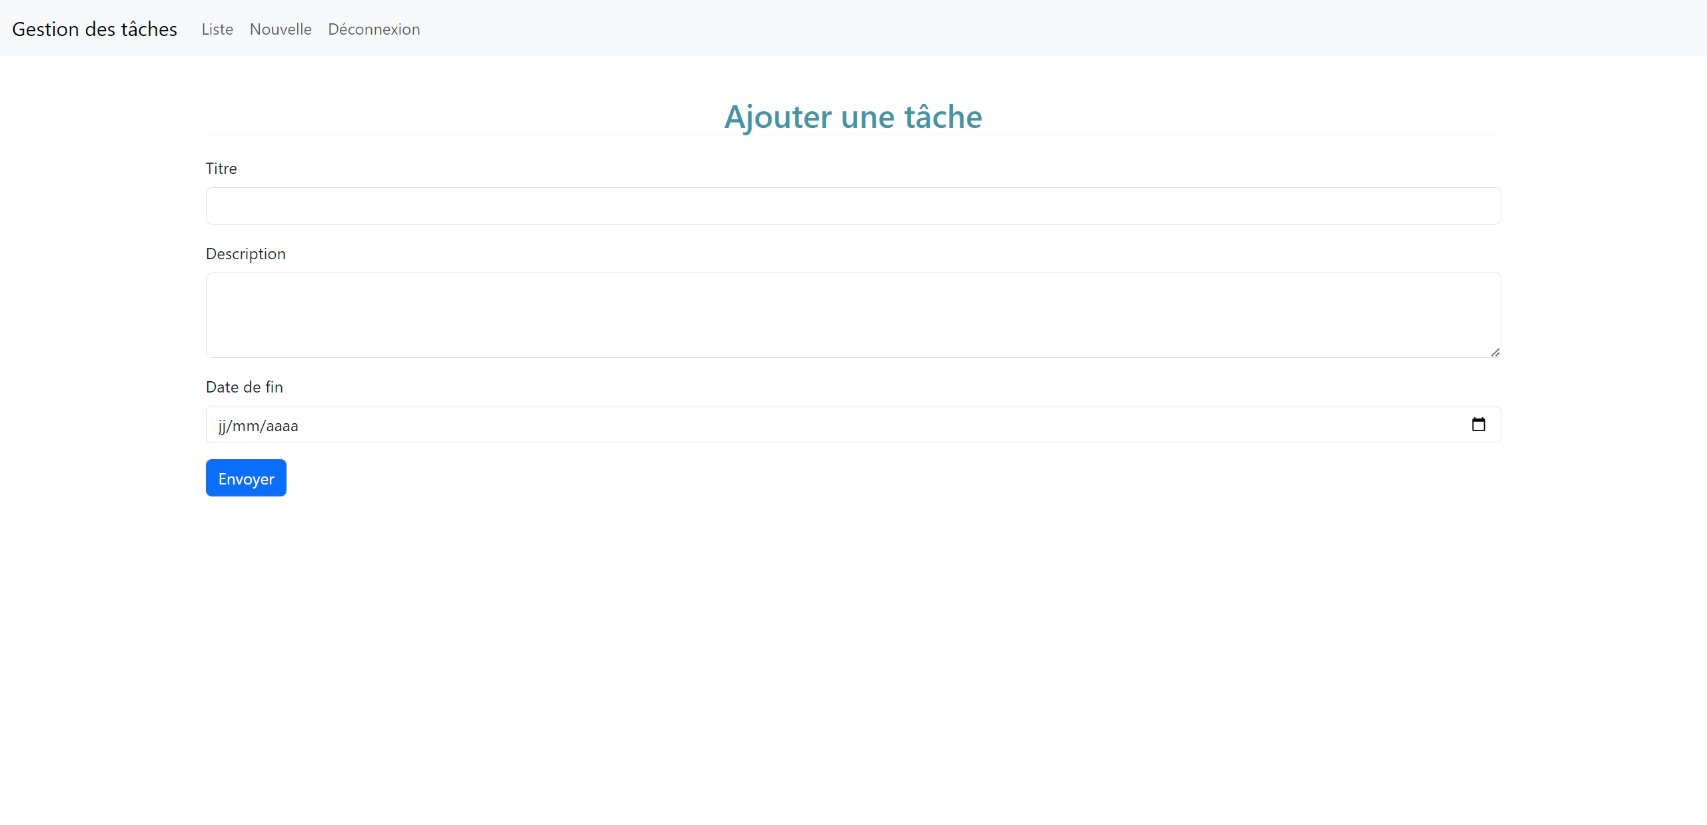 Gestion des tâches Liste Nouvelle Déconnexion
Ajouter une tâche
Titre
Description
Date de fin
jj/mm/aaaa
Envoyer